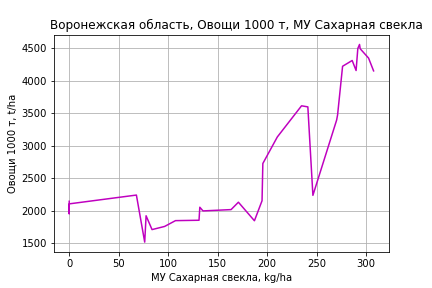 Воронежская область, Овощи 1000 т, МУ Сахарная свекла
4500
4000
3500
3000
2500
2000
1500
Овощи 1000 т, t/ha
0 50 100 150 200 250 300
МУ Сахарная свекла, kg/ha